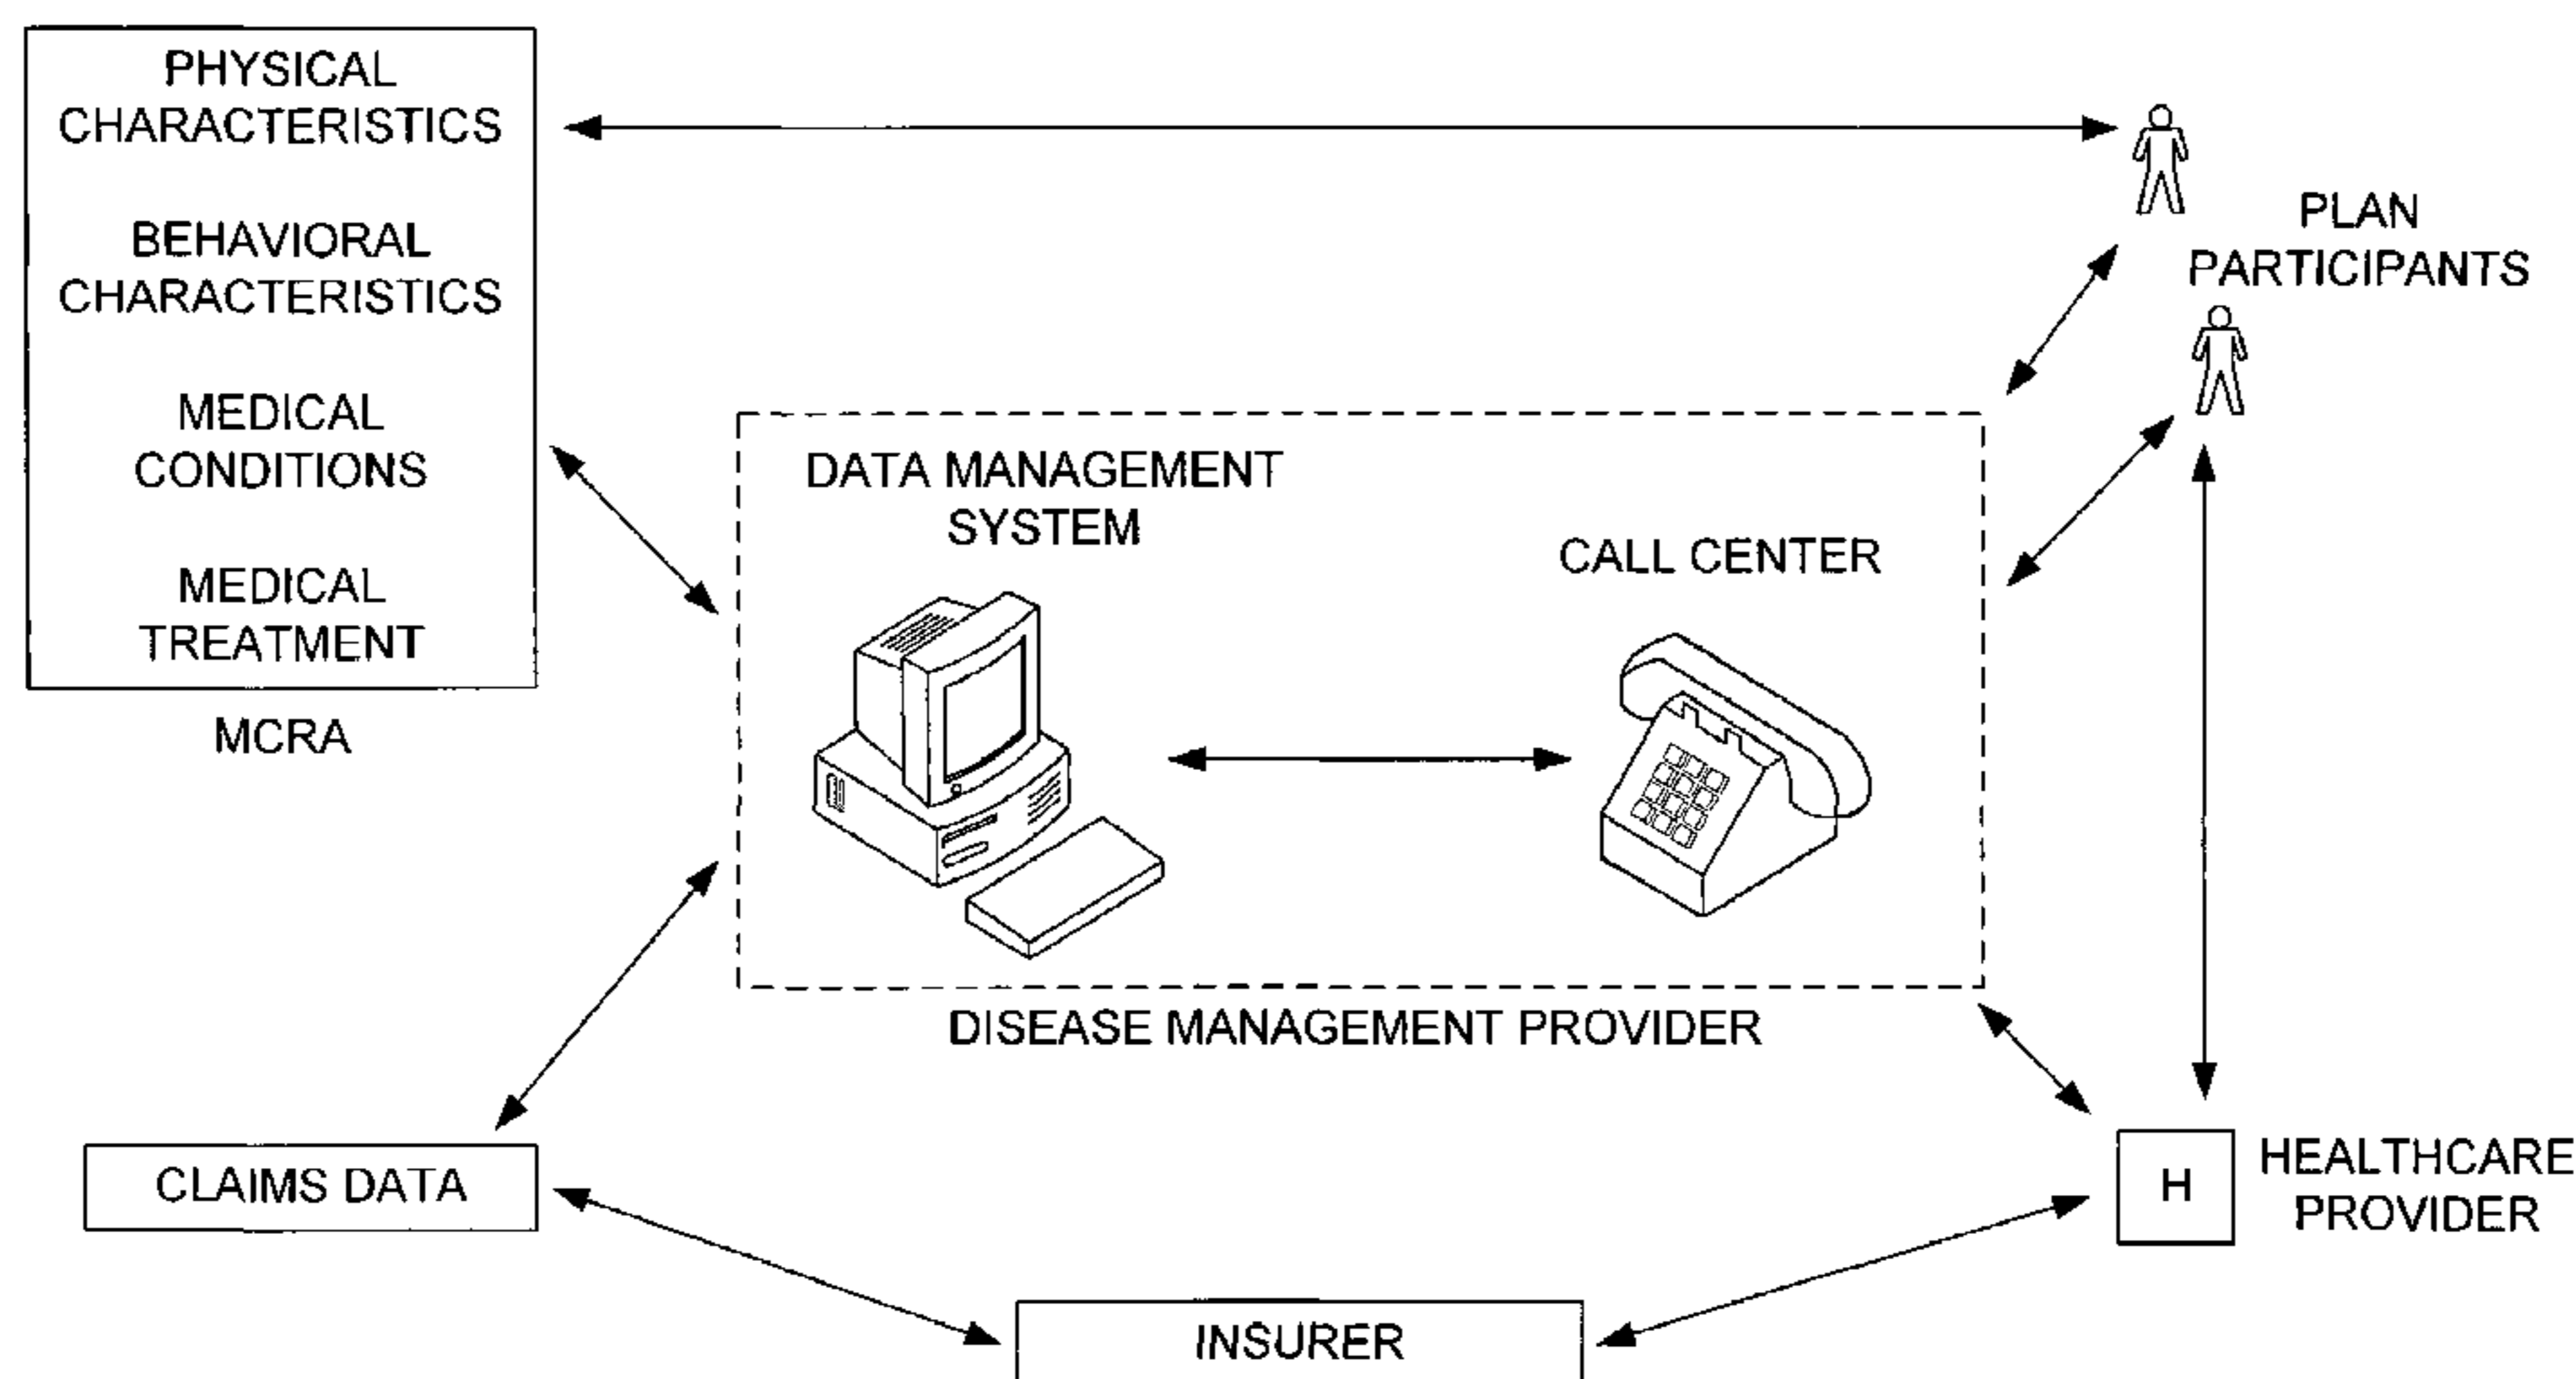 PHYSICAL
CHARACTERISTICS
BEHAVIORAL
CHARACTERISTICS
MEDICAL
CONDITIONS
MEDICAL
TREATMENT
MCRA
PLAN
PARTICIPANTS
DATA MANAGEMENT
SYSTEM
CALL CENTER
DISEASE MANAGEMENT PROVIDER
CLAIMS DATA
H
HEALTHCARE
PROVIDER
INSURER